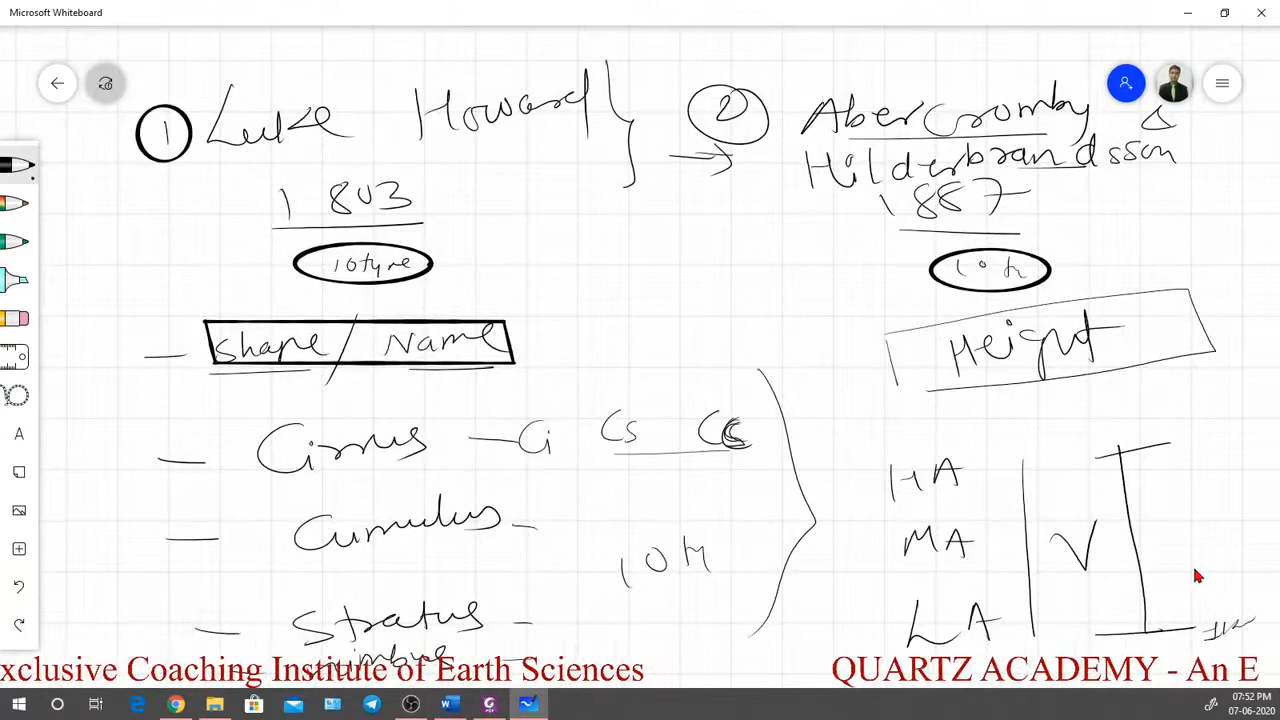 Microsoft Whiteboard
1 Luke Howard
1803
10 type
Shape / Name
Cirrus - Ci Cs Cc
Cumulus -
Stratus -
nimbus -
2 Abercromby &
Hilderbrandsson
1887
Height
HA
MA
LA
V
A
xclusive Coaching Institute of Earth Sciences
QUARTZ ACADEMY - An E
07:52 PM
07-06-2020